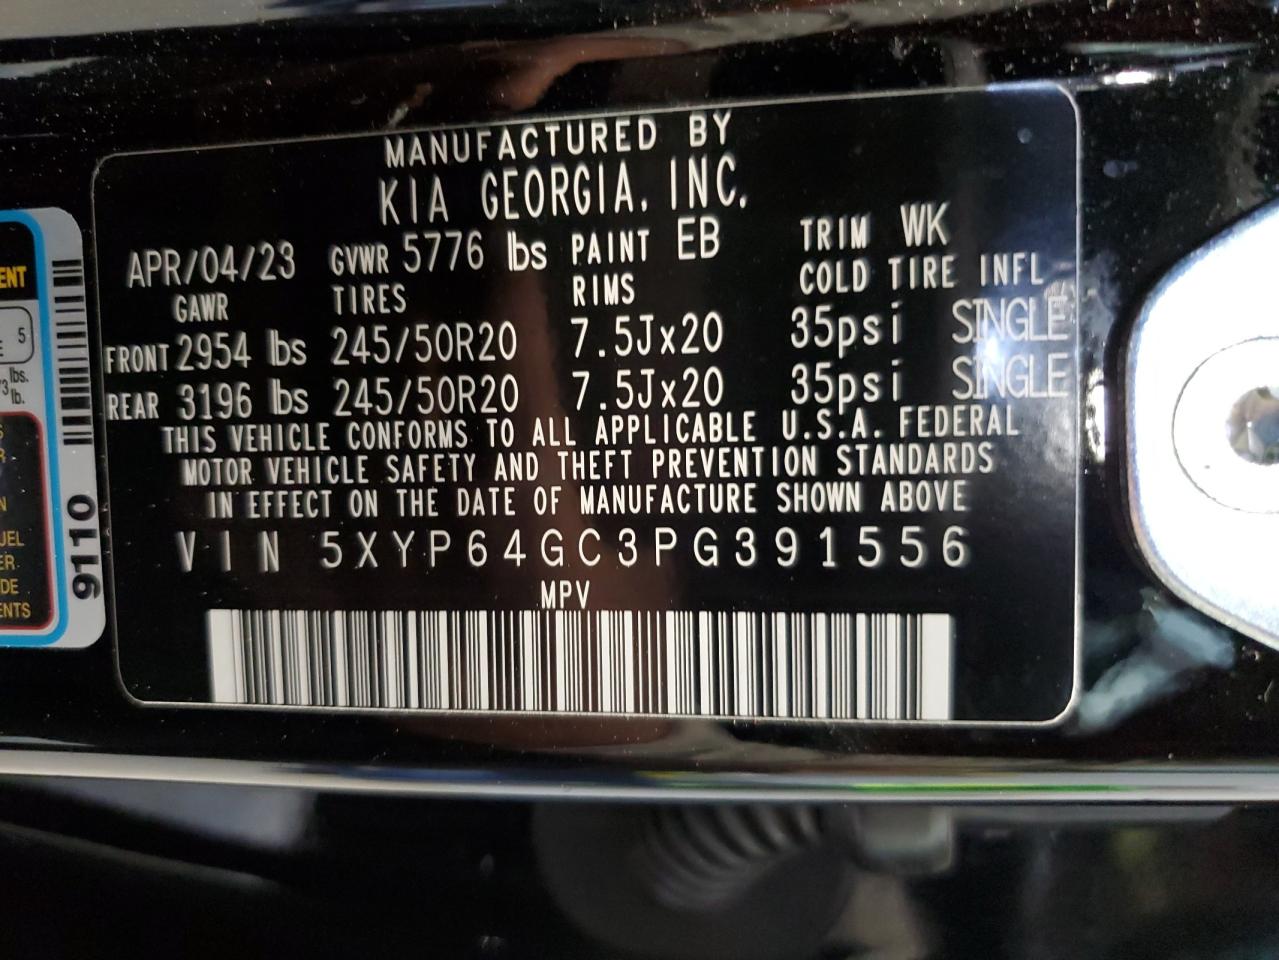 MANUFACTURED BY
KIA GEORGIA, INC.
APR/04/23 GVWR 5776 lbs PAINT EB TRIM WK
GAWR TIRES RIMS COLD TIRE INFL
FRONT 2954 lbs 245/50R20 7.5Jx20 35psi SINGLE
REAR 3196 lbs 245/50R20 7.5Jx20 35psi SINGLE
THIS VEHICLE CONFORMS TO ALL APPLICABLE U.S.A. FEDERAL
MOTOR VEHICLE SAFETY AND THEFT PREVENTION STANDARDS
IN EFFECT ON THE DATE OF MANUFACTURE SHOWN ABOVE
VIN 5XYP64GC3PG391556
MPV
5
lbs.
lb.
9110